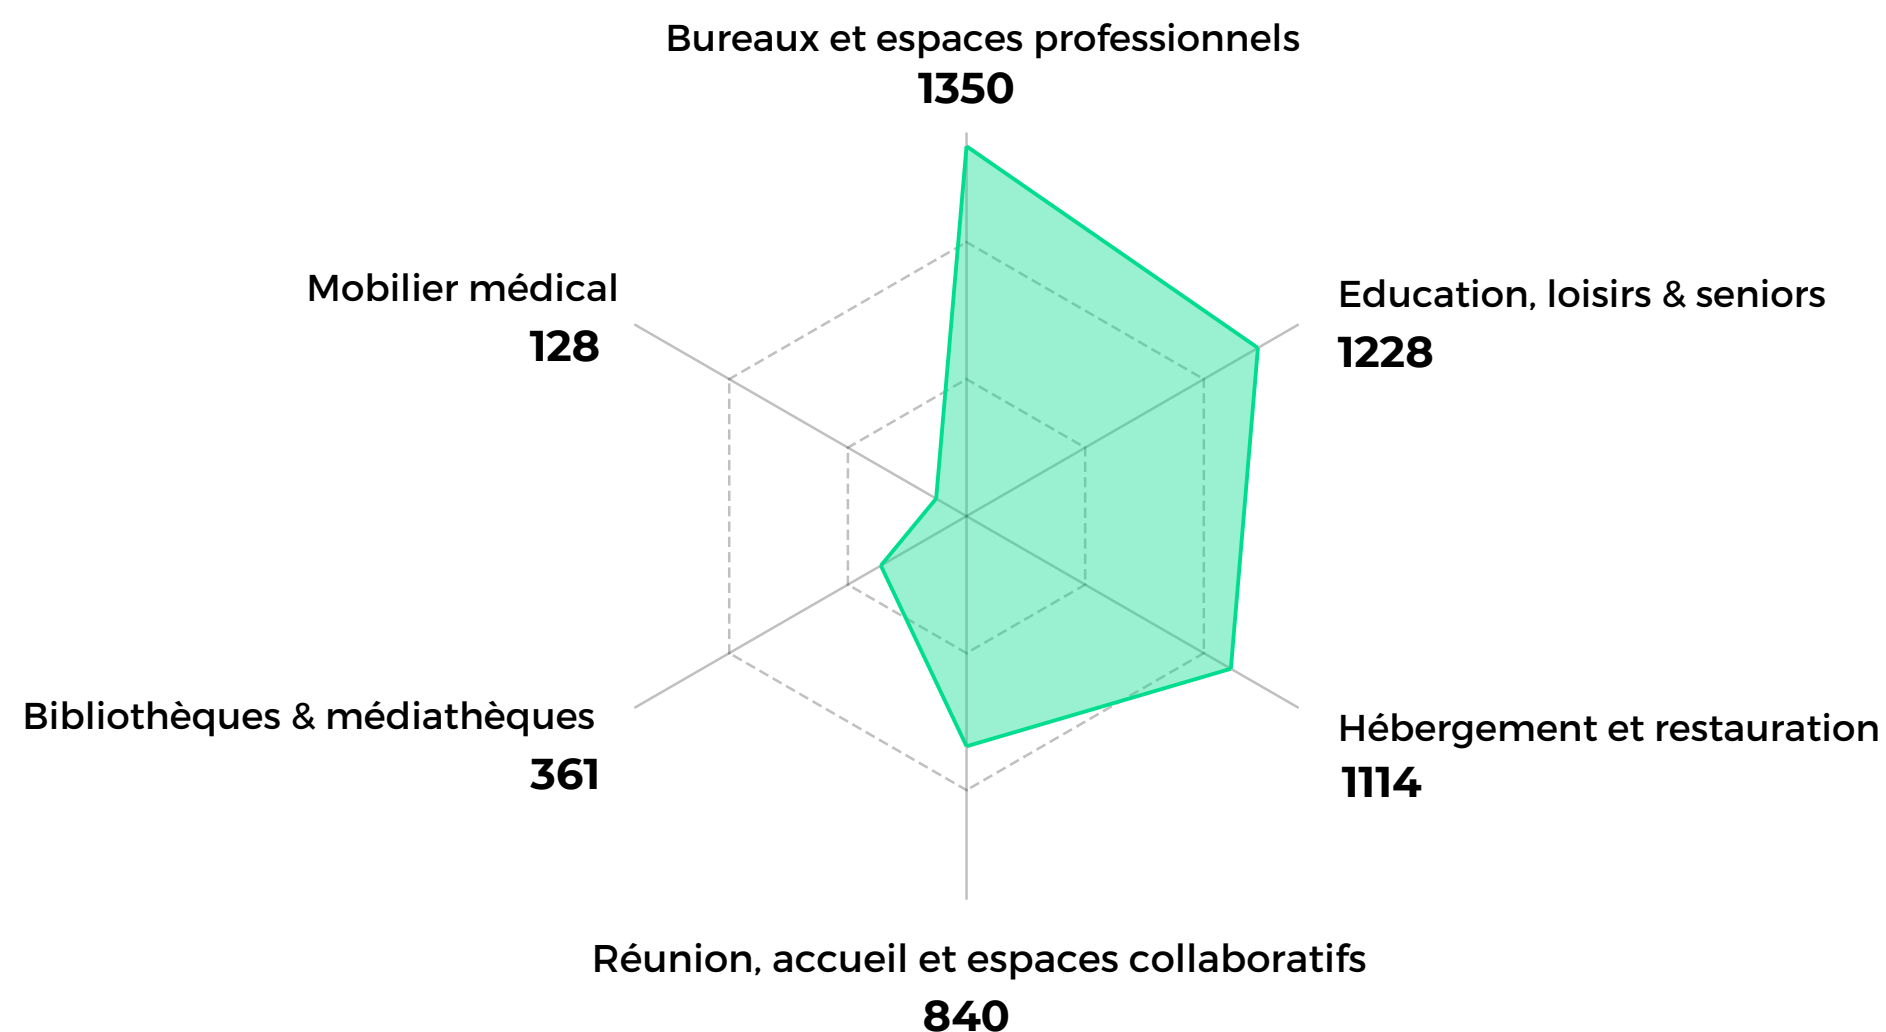 Bureaux et espaces professionnels
1350
Mobilier médical
128
Education, loisirs & seniors
1228
Bibliothèques & médiathèques
361
Hébergement et restauration
1114
Réunion, accueil et espaces collaboratifs
840